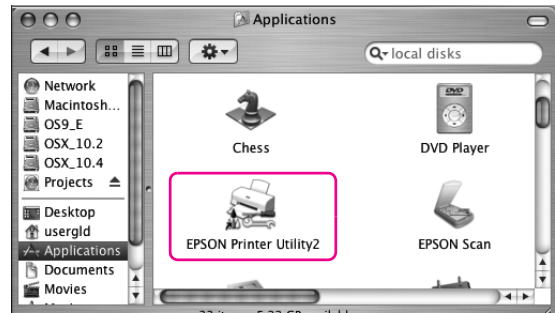 Applications
local disks
Network
Macintosh...
OS9_E
OSX_10.2
OSX_10.4
Projects
Desktop
usergld
Applications
Documents
Movies
Chess
DVD
DVD Player
EPSON Printer Utility2
EPSON Scan